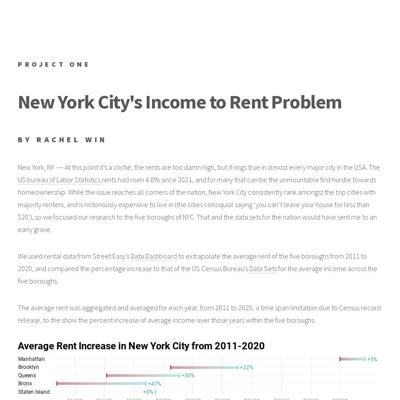 PROJECT ONE
New York City's Income to Rent Problem
BY RACHEL WIN
New York, NY — At this point it's a cliché, the rents are too damn high, but it rings true in almost every major city in the USA. The
US bureau of Labor Statistics rents had risen 4.8% since 2021, and for many that can be the unmountable first hurdle towards
homeownership. While the issue reaches all corners of the nation, New York City consistently rank amongst the top cities with
majority renters, and is notoriously expensive to live in (the cities colloquial saying 'you can't leave your house for less than
$20'), so we focused our research to the five boroughs of NYC. That and the data sets for the nation would have sent me to an
early grave.
We used rental data from Street Easy's Data Dashboard to extrapolate the average rent of the five boroughs from 2011 to
2020, and compared the percentage increase to that of the US Census Bureau's Data Sets for the average income across the
five boroughs.
The average rent was aggregated and averaged for each year, from 2011 to 2020, a time span limitation due to Census record
release, to the show the percent increase of average income over those years within the five boroughs.
Average Rent Increase in New York City from 2011-2020
Manhattan +5%
Brooklyn +22%
Queens +30%
Bronx +47%
Staten Island +0%